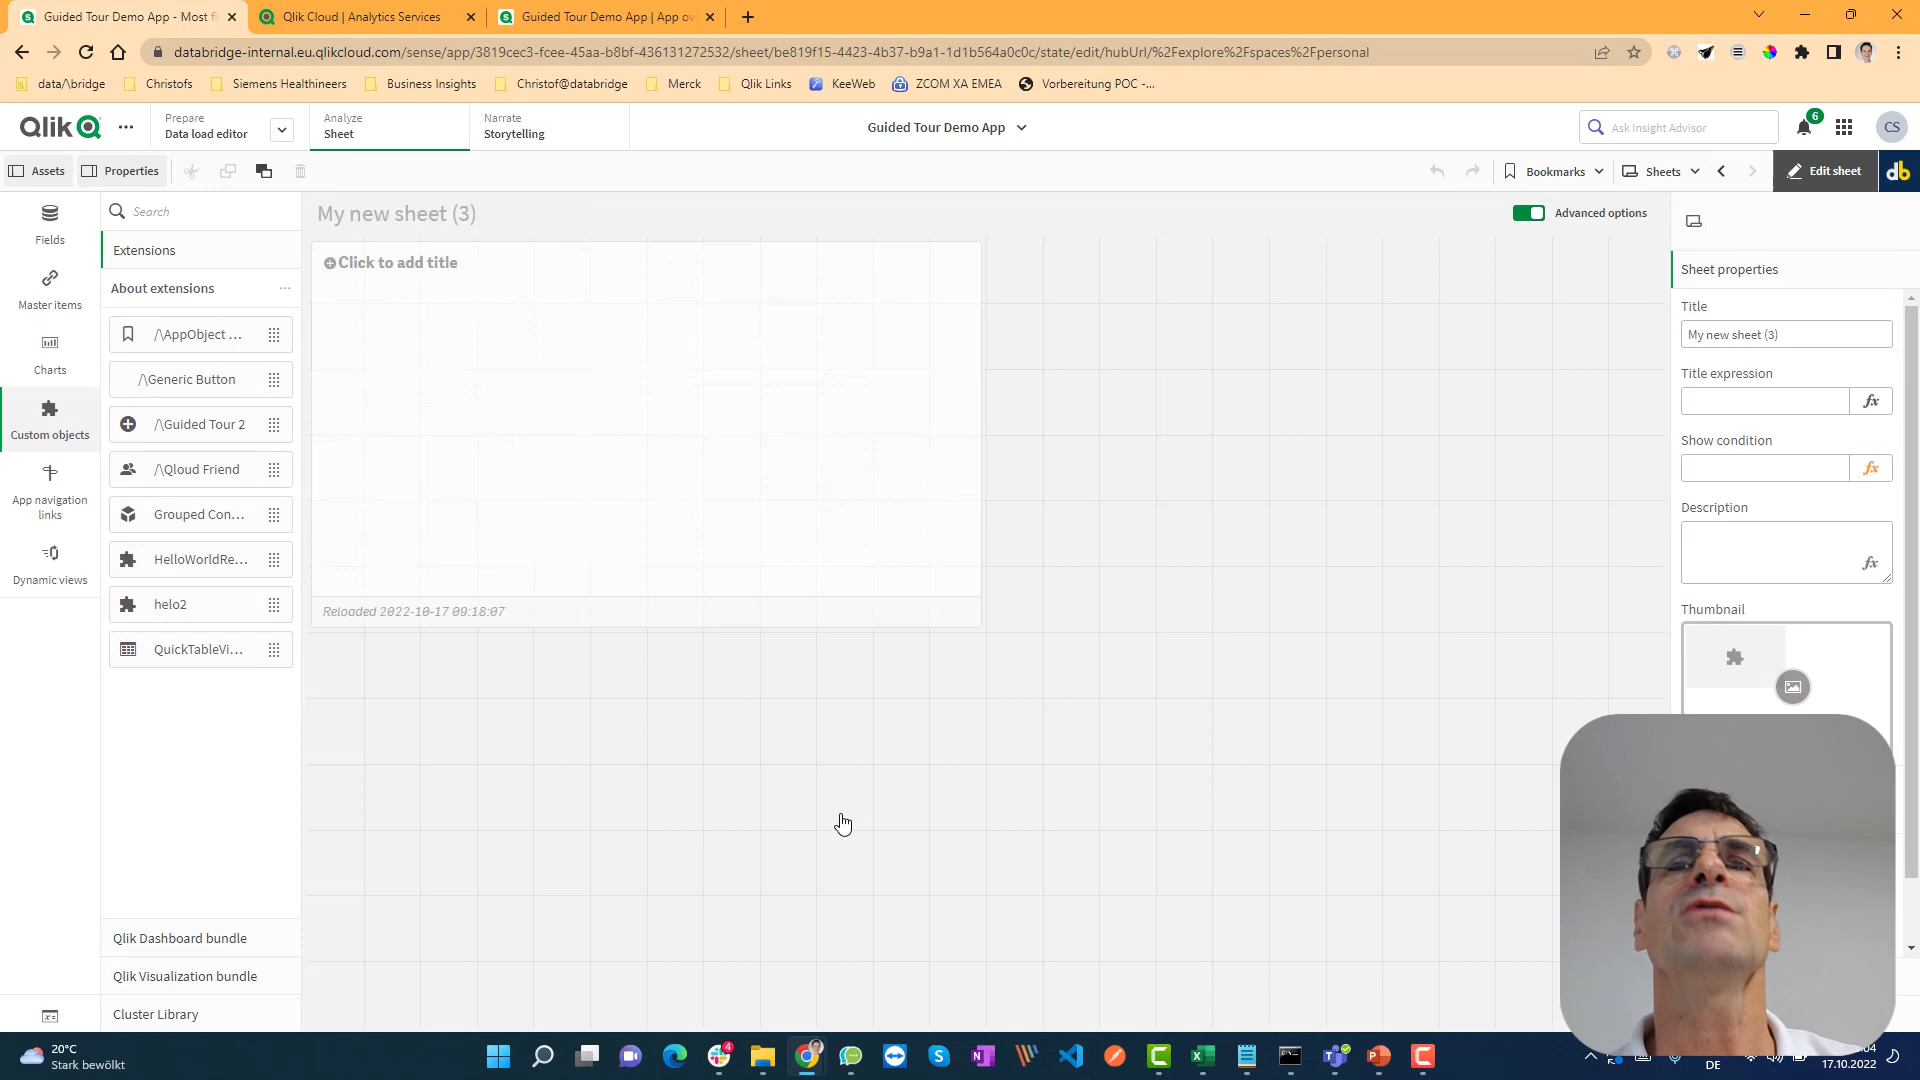 Guided Tour Demo App - Most fl
Qlik Cloud | Analytics Services
Guided Tour Demo App | App ov
databridge-internal.eu.qlikcloud.com/sense/app/3819cec3-fcee-45aa-b8bf-436131272532/sheet/be819f15-4423-4b37-b9a1-1d1b564a0c0c/state/edit/hubUrl/%2Fexplore%2Fspaces%2Fpersonal
data/\bridge
Christofs
Siemens Healthineers
Business Insights
Christof@databridge
Merck
Qlik Links
KeeWeb
ZCOM XA EMEA
Vorbereitung POC -...
Qlik
Prepare
Data load editor
Analyze
Sheet
Narrate
Storytelling
Guided Tour Demo App
Ask Insight Advisor
6
CS
Assets
Properties
Bookmarks
Sheets
Edit sheet
db
Fields
Master items
Charts
Custom objects
App navigation
links
Dynamic views
Search
Extensions
About extensions
/\AppObject ...
/\Generic Button
/\Guided Tour 2
/\Qloud Friend
Grouped Con...
HelloWorldRe...
helo2
QuickTableVi...
Qlik Dashboard bundle
Qlik Visualization bundle
Cluster Library
My new sheet (3)
Advanced options
Click to add title
Reloaded 2022-10-17 09:18:07
Sheet properties
Title
My new sheet (3)
Title expression
fx
Show condition
fx
Description
fx
Thumbnail
20°C
Stark bewölkt
4
DE
17.10.2022